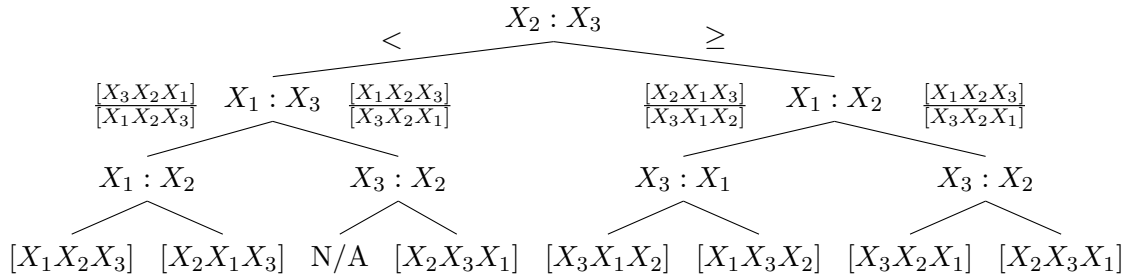 X₂ : X₃
< ≥
[X₃X₂X₁] / [X₁X₂X₃] X₁ : X₃ [X₁X₂X₃] / [X₃X₂X₁] [X₂X₁X₃] / [X₃X₁X₂] X₁ : X₂ [X₁X₂X₃] / [X₃X₂X₁]
X₁ : X₂ X₃ : X₂ X₃ : X₁ X₃ : X₂
[X₁X₂X₃] [X₂X₁X₃] N/A [X₂X₃X₁] [X₃X₁X₂] [X₁X₃X₂] [X₃X₂X₁] [X₂X₃X₁]